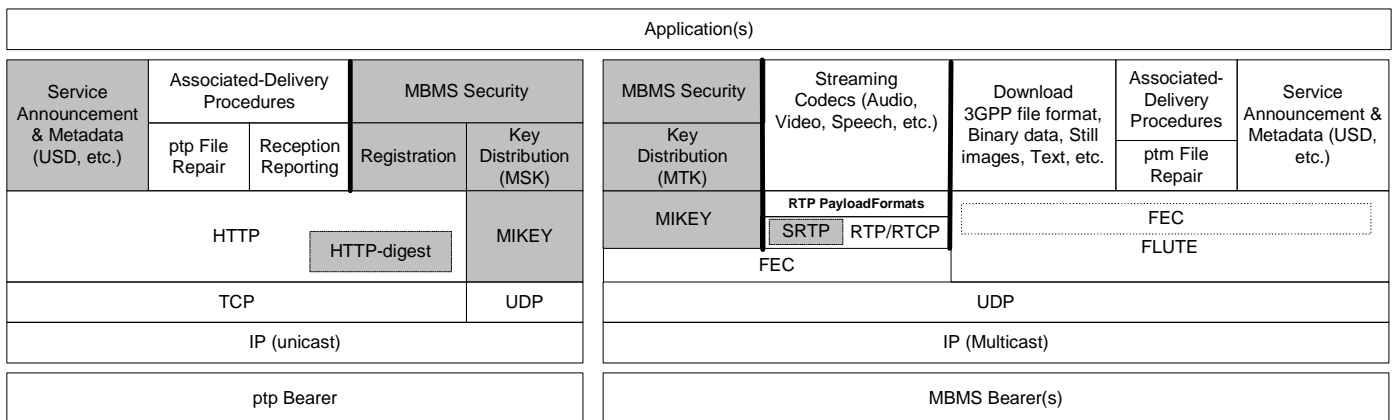 Application(s)
Service
Announcement
& Metadata
(USD, etc.)
Associated-Delivery
Procedures
ptp File
Repair
Reception
Reporting
MBMS Security
Registration
Key
Distribution
(MSK)
HTTP
HTTP-digest
MIKEY
TCP
UDP
IP (unicast)
ptp Bearer
MBMS Security
Key
Distribution
(MTK)
MIKEY
Streaming
Codecs (Audio,
Video, Speech, etc.)
RTP PayloadFormats
SRTP
RTP/RTCP
FEC
Download
3GPP file format,
Binary data, Still
images, Text, etc.
Associated-
Delivery
Procedures
ptm File
Repair
Service
Announcement &
Metadata (USD,
etc.)
FEC
FLUTE
UDP
IP (Multicast)
MBMS Bearer(s)